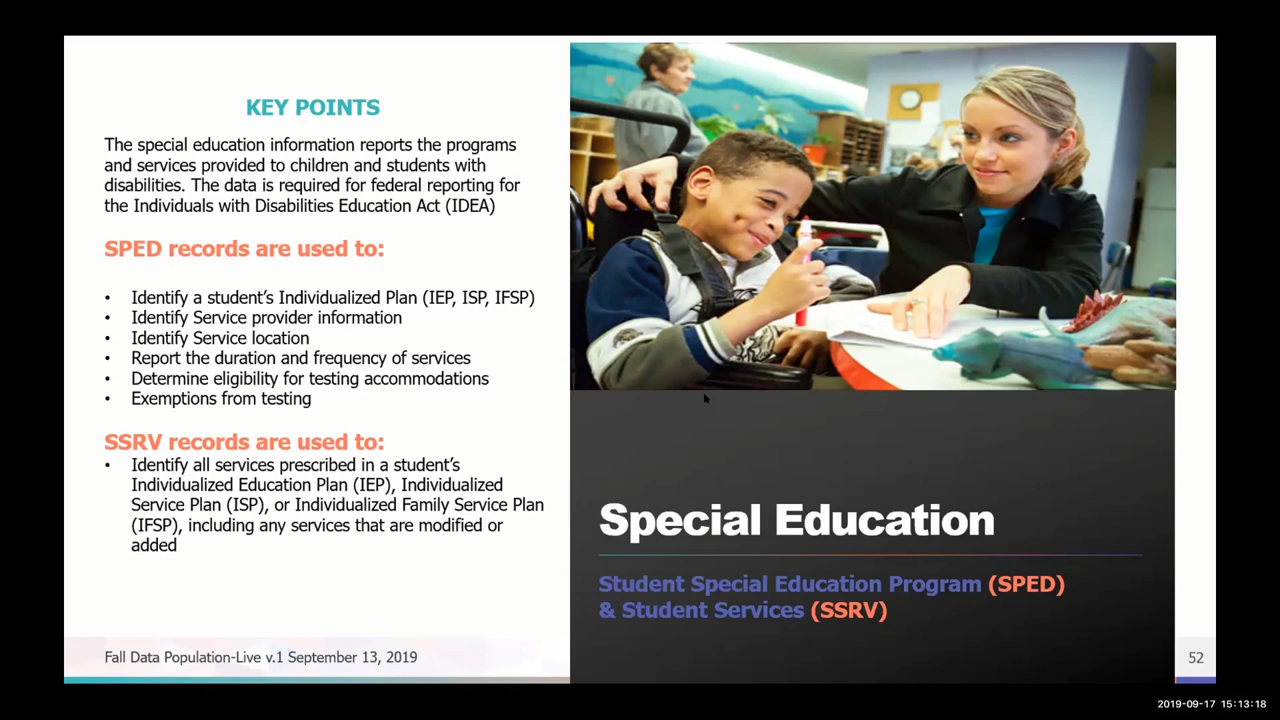 KEY POINTS
The special education information reports the programs
and services provided to children and students with
disabilities. The data is required for federal reporting for
the Individuals with Disabilities Education Act (IDEA)
SPED records are used to:
• Identify a student's Individualized Plan (IEP, ISP, IFSP)
• Identify Service provider information
• Identify Service location
• Report the duration and frequency of services
• Determine eligibility for testing accommodations
• Exemptions from testing
SSRV records are used to:
• Identify all services prescribed in a student's
Individualized Education Plan (IEP), Individualized
Service Plan (ISP), or Individualized Family Service Plan
(IFSP), including any services that are modified or
added
Special Education
Student Special Education Program (SPED)
& Student Services (SSRV)
Fall Data Population-Live v.1 September 13, 2019
52
2019-09-17 15:13:18